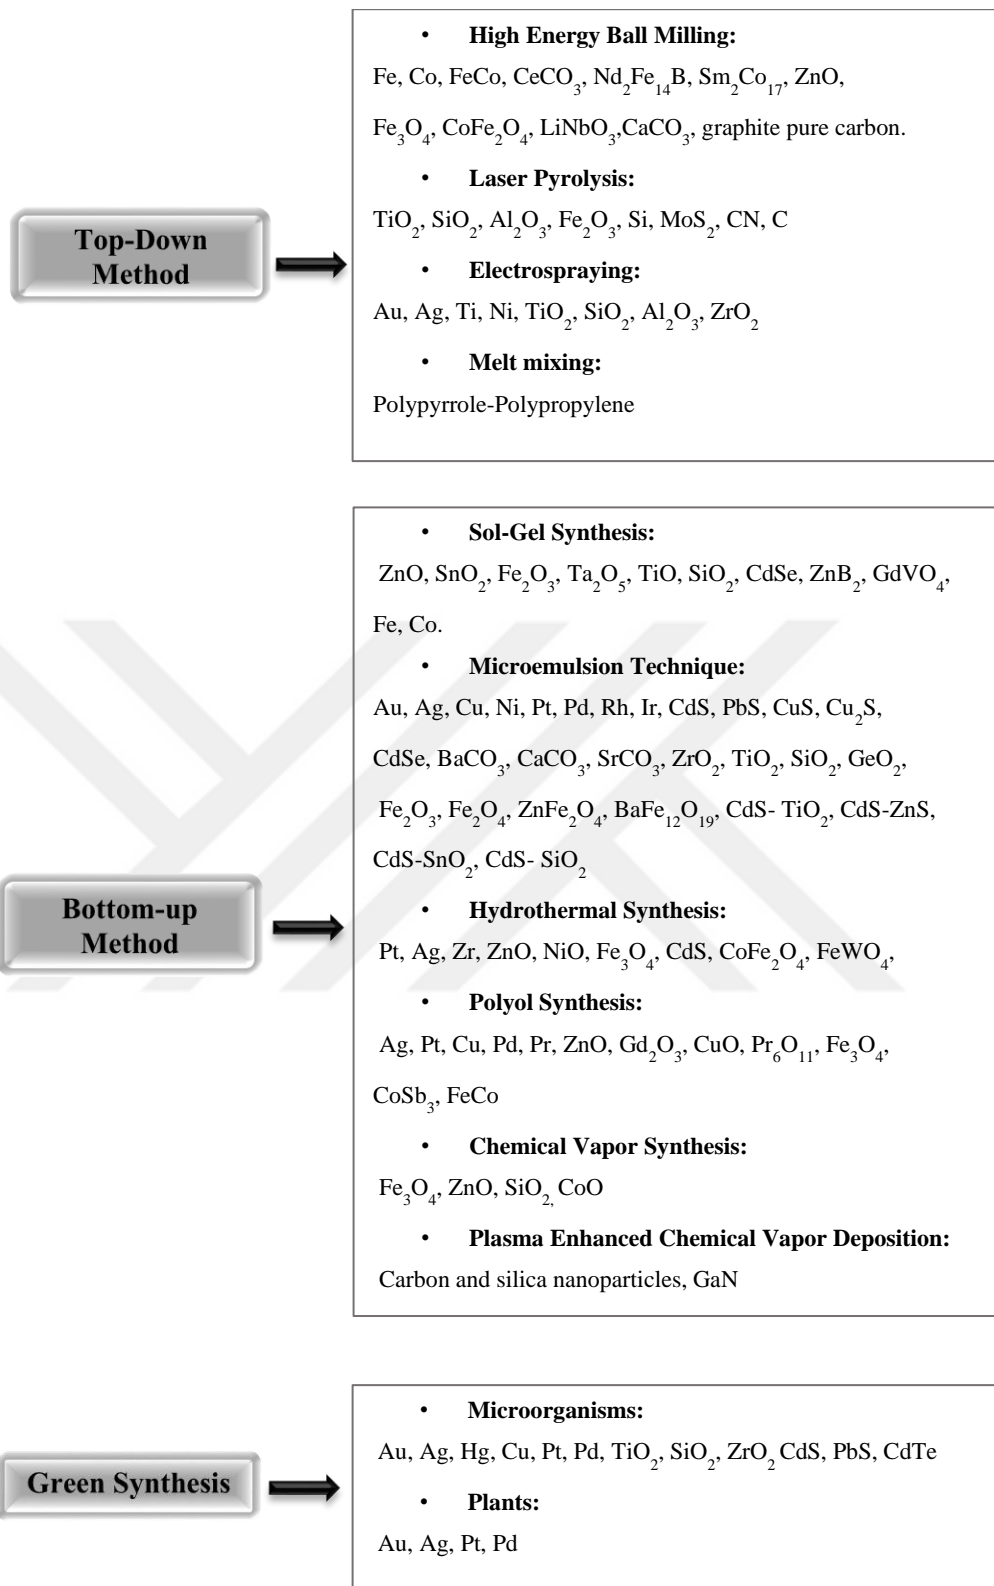 • High Energy Ball Milling:
Fe, Co, FeCo, CeCO₃, Nd₂Fe₁₄B, Sm₂Co₁₇, ZnO,
Fe₃O₄, CoFe₂O₄, LiNbO₃,CaCO₃, graphite pure carbon.
• Laser Pyrolysis:
TiO₂, SiO₂, Al₂O₃, Fe₂O₃, Si, MoS₂, CN, C
• Electrospraying:
Au, Ag, Ti, Ni, TiO₂, SiO₂, Al₂O₃, ZrO₂
• Melt mixing:
Polypyrrole-Polypropylene
Top-Down
Method
• Sol-Gel Synthesis:
ZnO, SnO₂, Fe₂O₃, Ta₂O₅, TiO, SiO₂, CdSe, ZnB₂, GdVO₄,
Fe, Co.
• Microemulsion Technique:
Au, Ag, Cu, Ni, Pt, Pd, Rh, Ir, CdS, PbS, CuS, Cu₂S,
CdSe, BaCO₃, CaCO₃, SrCO₃, ZrO₂, TiO₂, SiO₂, GeO₂,
Fe₂O₃, Fe₂O₄, ZnFe₂O₄, BaFe₁₂O₁₉, CdS- TiO₂, CdS-ZnS,
CdS-SnO₂, CdS- SiO₂
• Hydrothermal Synthesis:
Pt, Ag, Zr, ZnO, NiO, Fe₃O₄, CdS, CoFe₂O₄, FeWO₄,
• Polyol Synthesis:
Ag, Pt, Cu, Pd, Pr, ZnO, Gd₂O₃, CuO, Pr₆O₁₁, Fe₃O₄,
CoSb₃, FeCo
• Chemical Vapor Synthesis:
Fe₃O₄, ZnO, SiO₂, CoO
• Plasma Enhanced Chemical Vapor Deposition:
Carbon and silica nanoparticles, GaN
Bottom-up
Method
• Microorganisms:
Au, Ag, Hg, Cu, Pt, Pd, TiO₂, SiO₂, ZrO₂ CdS, PbS, CdTe
• Plants:
Au, Ag, Pt, Pd
Green Synthesis